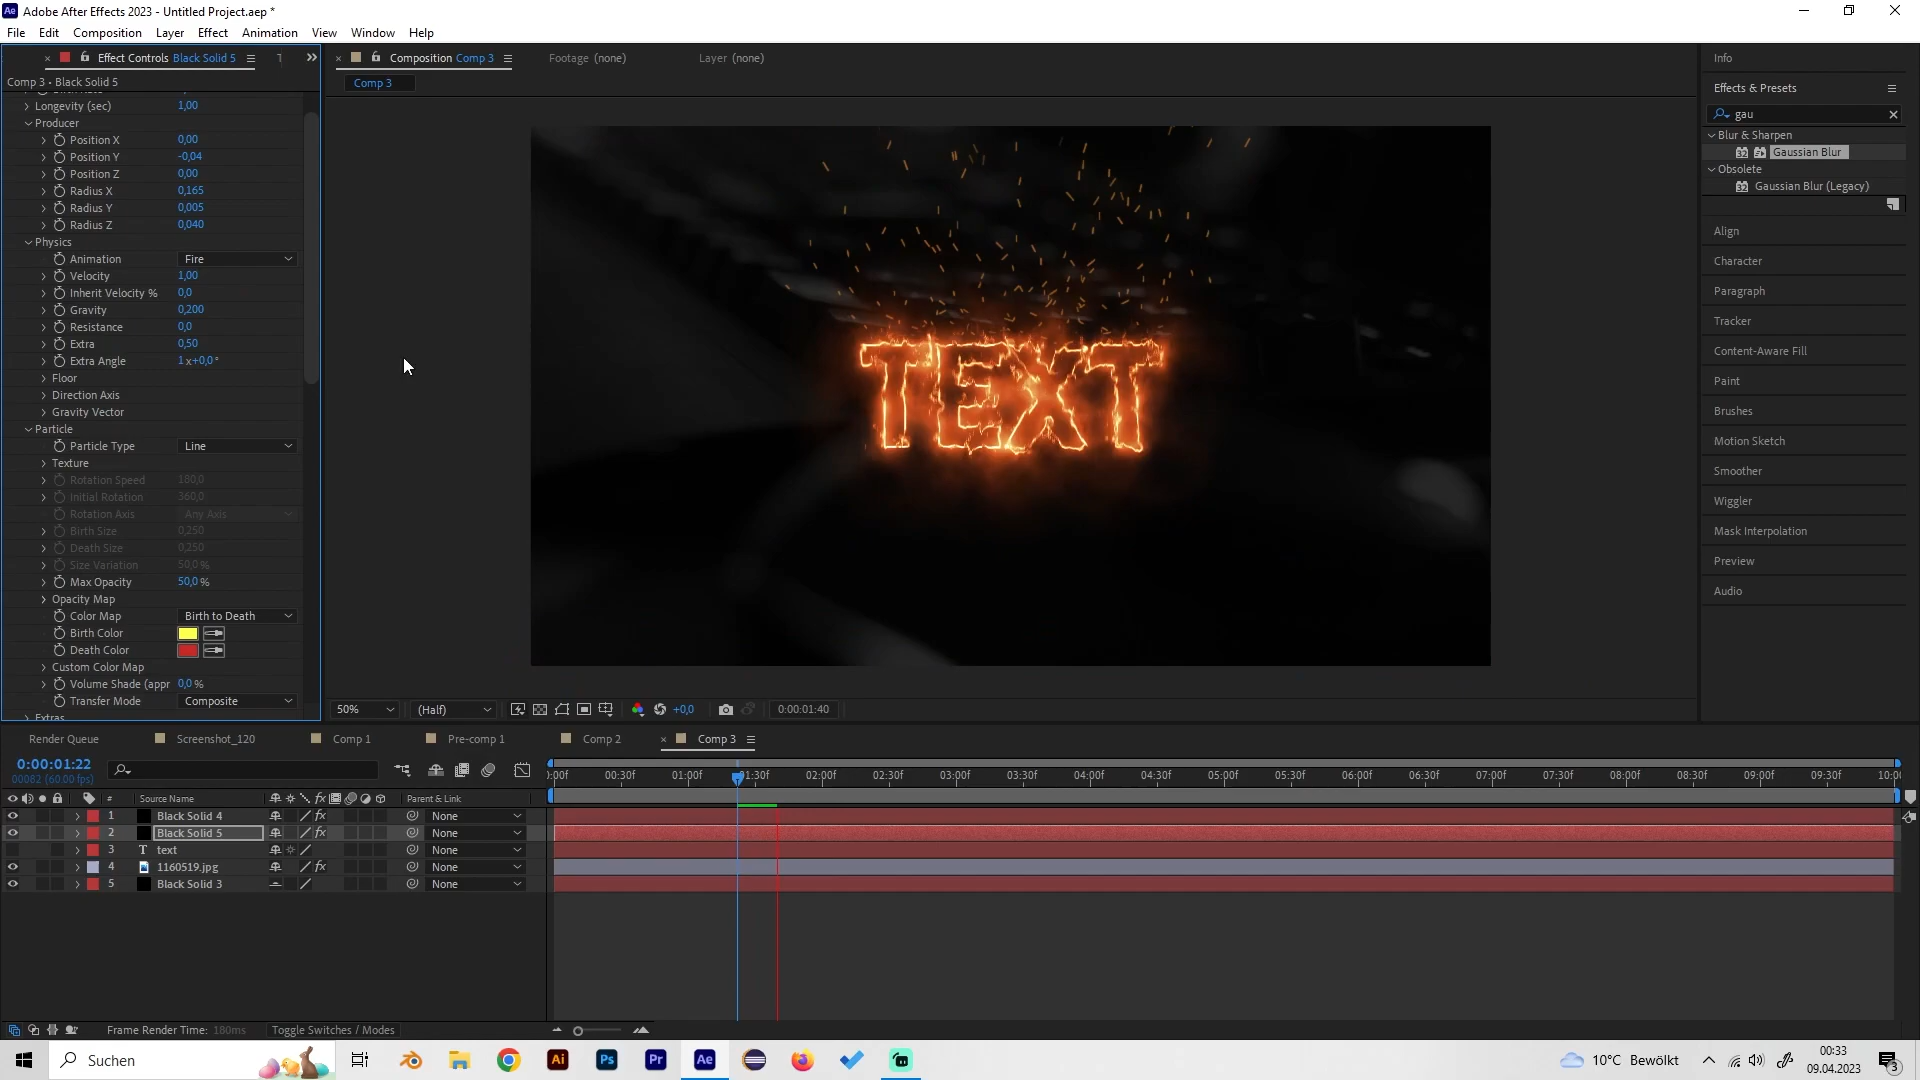 Adobe After Effects 2023 - Untitled Project.aep *
File Edit Composition Layer Effect Animation View Window Help
Effect Controls Black Solid 5
Comp 3 • Black Solid 5
Longevity (sec) 1,00
Producer
Position X 0,00
Position Y -0,04
Position Z 0,00
Radius X 0,165
Radius Y 0,005
Radius Z 0,040
Physics
Animation Fire
Velocity 1,00
Inherit Velocity % 0,0
Gravity 0,200
Resistance 0,0
Extra 0,50
Extra Angle 1 x+0,0 °
Floor
Direction Axis
Gravity Vector
Particle
Particle Type Line
Texture
Rotation Speed 180,0
Initial Rotation 360,0
Rotation Axis Any Axis
Birth Size 0,250
Death Size 0,250
Size Variation 50,0 %
Max Opacity 50,0 %
Opacity Map
Color Map Birth to Death
Birth Color
Death Color
Custom Color Map
Volume Shade (appr 0,0 %
Transfer Mode Composite
Extras
Composition Comp 3
Footage (none)
Layer (none)
Comp 3
TEXT
50% (Half) +0,0 0:00:01:40
Info
Effects & Presets
gau
Blur & Sharpen
32 Gaussian Blur
Obsolete
32 Gaussian Blur (Legacy)
Align
Character
Paragraph
Tracker
Content-Aware Fill
Paint
Brushes
Motion Sketch
Smoother
Wiggler
Mask Interpolation
Preview
Audio
Render Queue Screenshot_120 Comp 1 Pre-comp 1 Comp 2 Comp 3
0:00:01:22
00082 (60.00 fps)
:00f 00:30f 01:00f 01:30f 02:00f 02:30f 03:00f 03:30f 04:00f 04:30f 05:00f 05:30f 06:00f 06:30f 07:00f 07:30f 08:00f 08:30f 09:00f 09:30f 10:0
# Source Name fx Parent & Link
1 Black Solid 4 fx None
2 Black Solid 5 fx None
3 T text None
4 1160519.jpg fx None
5 Black Solid 3 None
Frame Render Time: 180ms Toggle Switches / Modes
Suchen
Ai Ps Pr Ae
10°C Bewölkt
00:33
09.04.2023
3